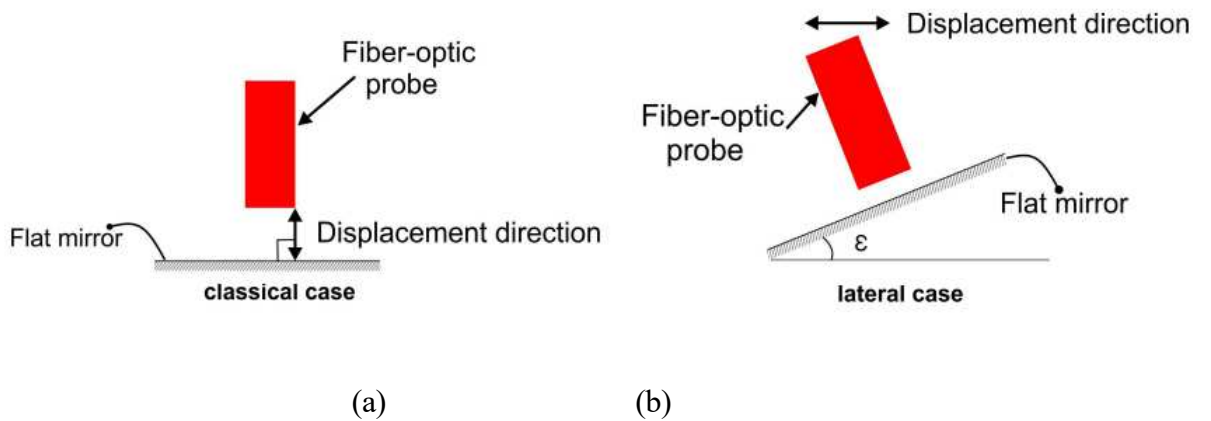 Fiber-optic
probe
Flat mirror
Displacement direction
classical case
Displacement direction
Fiber-optic
probe
Flat mirror
ε
lateral case
(a)
(b)